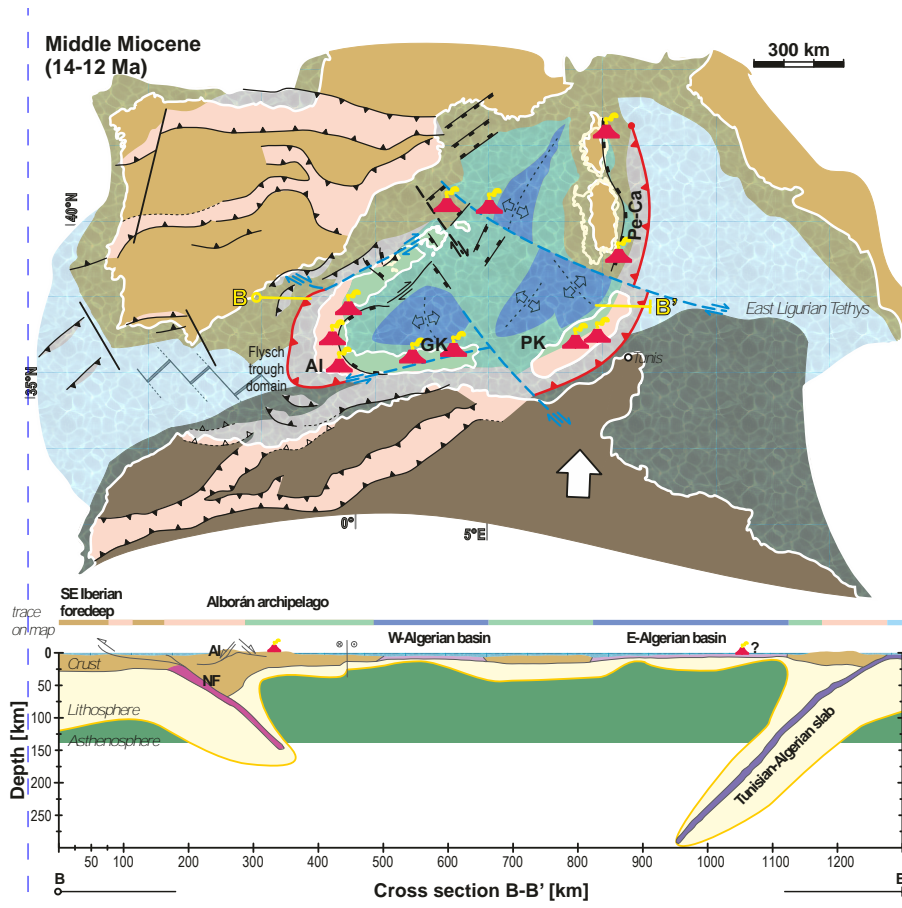 Middle Miocene
(14-12 Ma)
300 km
40°N
Pe-Ca
B
B'
East Ligurian Tethys
GK
PK
Al
Flysch
trough
domain
Tunis
35°N
0°
5°E
SE Iberian
foredeep
Alborán archipelago
trace
on map
W-Algerian basin
E-Algerian basin
Al
?
Crust
NF
Lithosphere
Asthenosphere
Tunisian-Algerian slab
Depth [km]
0
50
100
150
200
250
50
100
200
300
400
500
600
700
800
900
1000
1100
1200
B
Cross section B-B' [km]